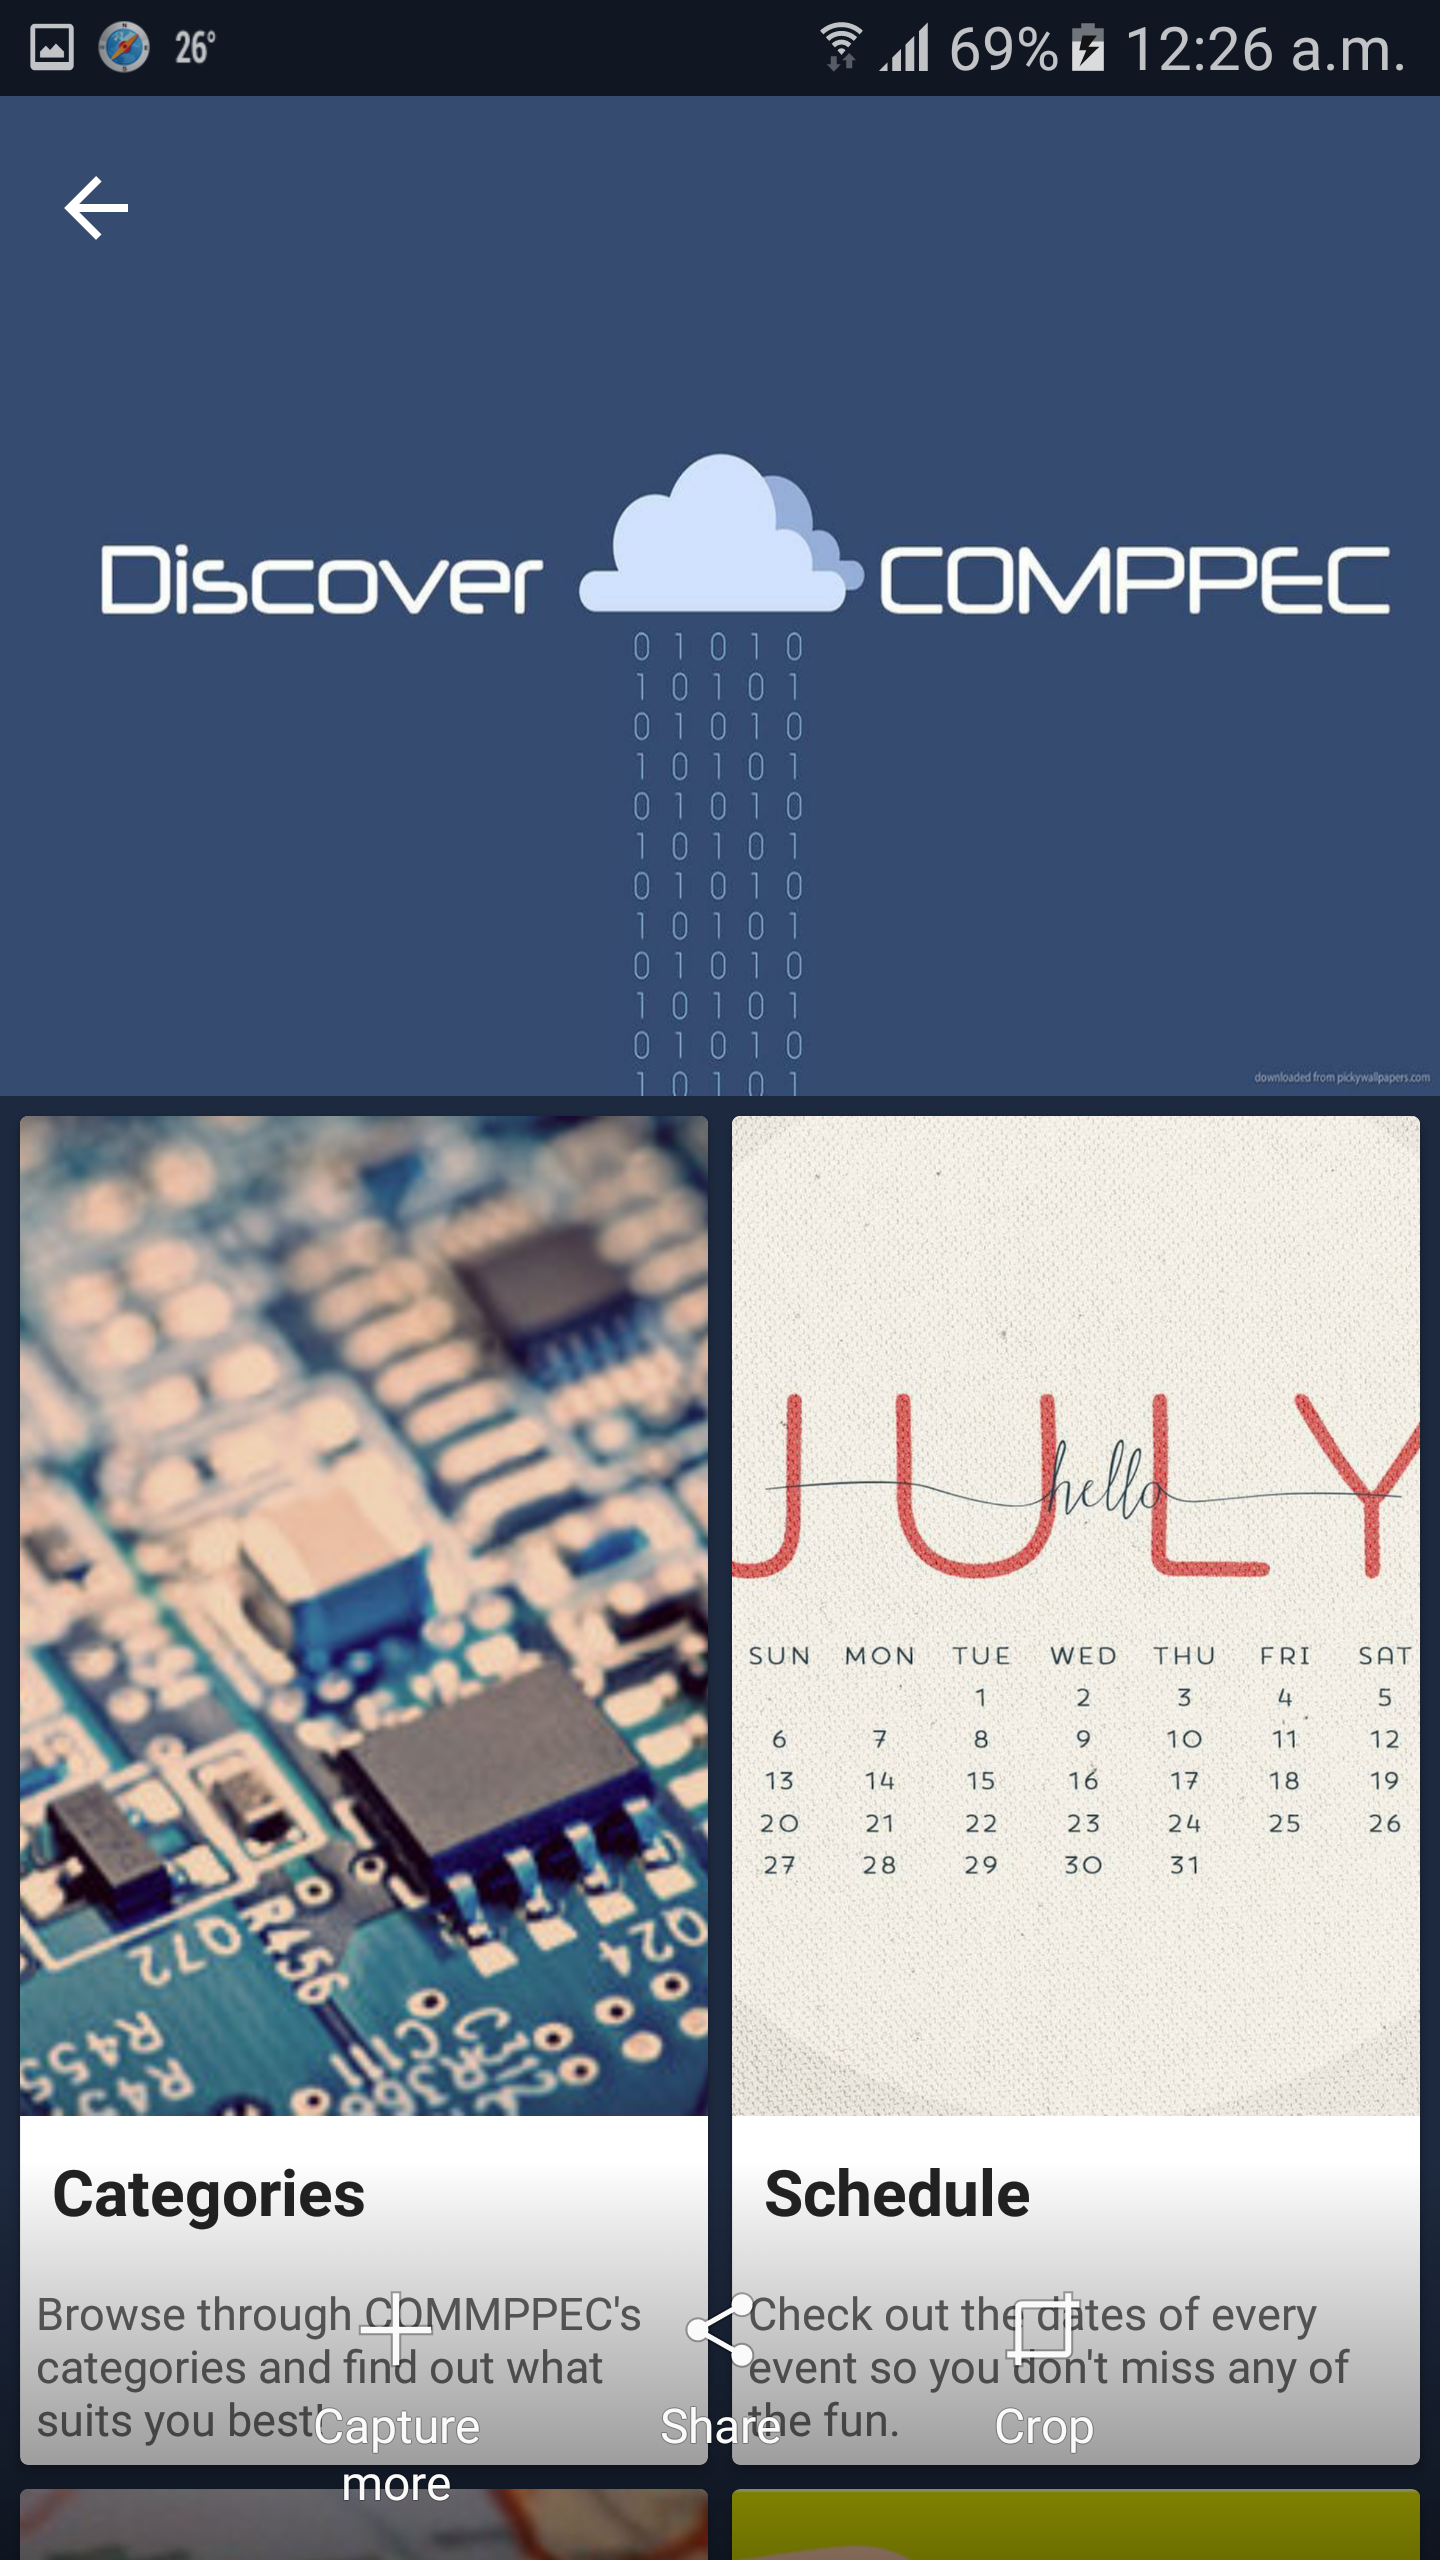 26°
69%
12:26 a.m.
Discover COMPPEC
0 1 0 1 0
1 0 1 0 1
0 1 0 1 0
1 0 1 0 1
0 1 0 1 0
1 0 1 0 1
0 1 0 1 0
1 0 1 0 1
0 1 0 1 0
1 0 1 0 1
0 1 0 1 0
1 0 1 0 1
downloaded from pickywallpapers.com
Q72
R456
Q24
JULY
hello
SUN MON TUE WED THU FRI SAT
1 2 3 4 5
6 7 8 9 10 11 12
13 14 15 16 17 18 19
20 21 22 23 24 25 26
27 28 29 30 31
Categories
Browse through COMMPPEC's
categories and find out what
suits you best!
Schedule
Check out the dates of every
event so you don't miss any of
the fun.
Capture
more
Share
Crop